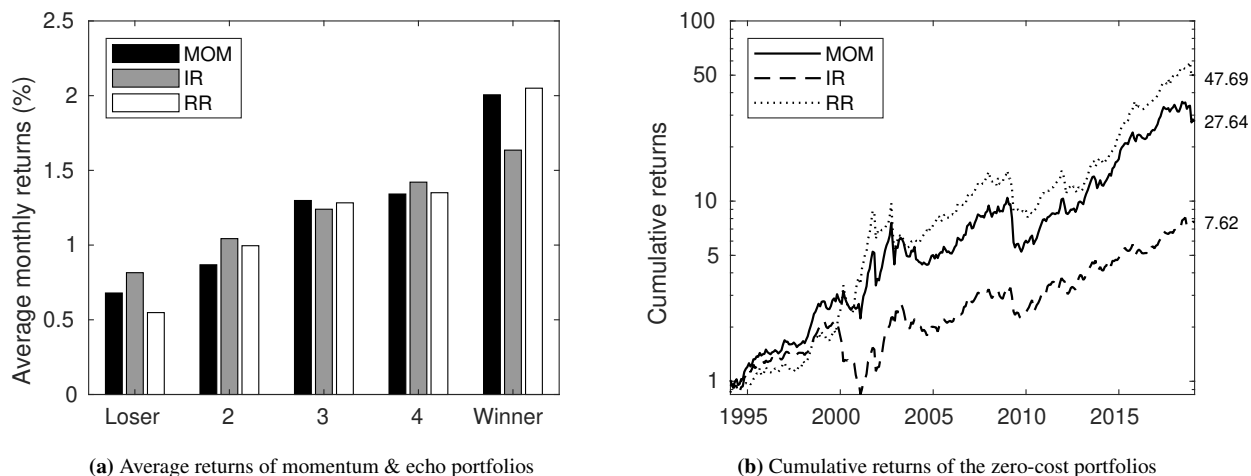 2.5
2
1.5
1
0.5
0
Average monthly returns (%)
MOM
IR
RR
Loser
2
3
4
Winner
(a) Average returns of momentum & echo portfolios
100
50
10
5
1
Cumulative returns
MOM
IR
RR
47.69
27.64
7.62
1995
2000
2005
2010
2015
(b) Cumulative returns of the zero-cost portfolios